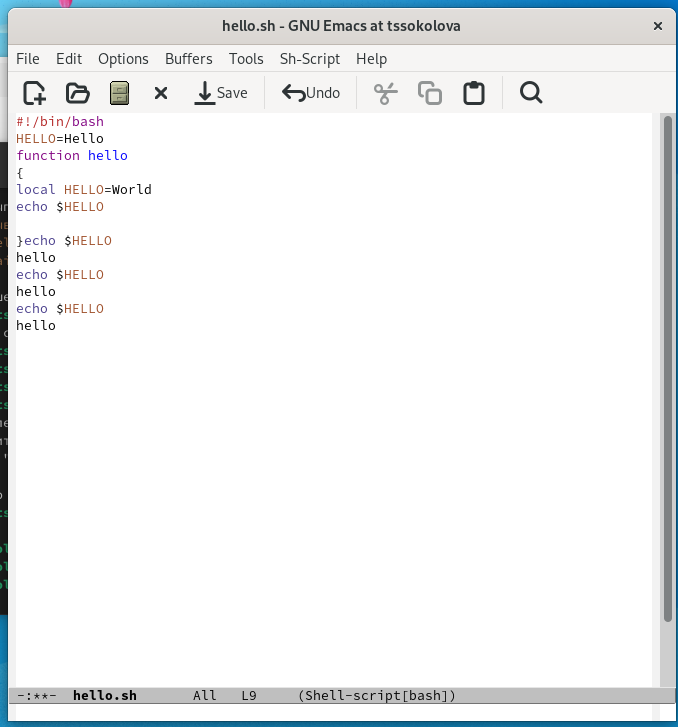 hello.sh - GNU Emacs at tssokolova
File Edit Options Buffers Tools Sh-Script Help
Save Undo
#!/bin/bash
HELLO=Hello
function hello
{
local HELLO=World
echo $HELLO
}echo $HELLO
hello
echo $HELLO
hello
echo $HELLO
hello
-:**- hello.sh All L9 (Shell-script[bash])